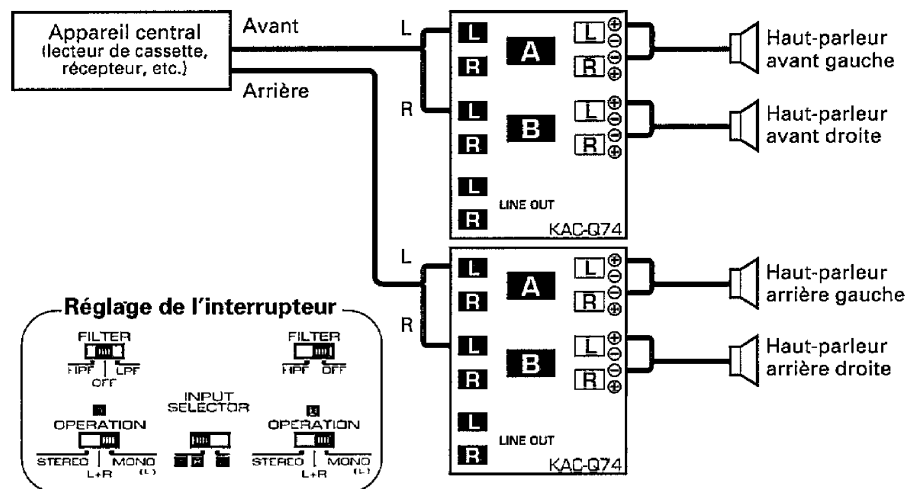 Appareil central
(lecteur de cassette,
récepteur, etc.)
Avant
Arrière
L
R
L
R
L
R
L
R
A
B
LINE OUT
L
R
L
R
KAC-Q74
Haut-parleur
avant gauche
Haut-parleur
avant droite
L
R
L
R
L
R
L
R
A
B
LINE OUT
L
R
L
R
KAC-Q74
Haut-parleur
arrière gauche
Haut-parleur
arrière droite
Réglage de l'interrupteur
FILTER
HPF LPF
OFF
FILTER
HPF OFF
OPERATION
STEREO MONO
(L)
L+R
INPUT
SELECTOR
OPERATION
STEREO MONO
(L)
L+R